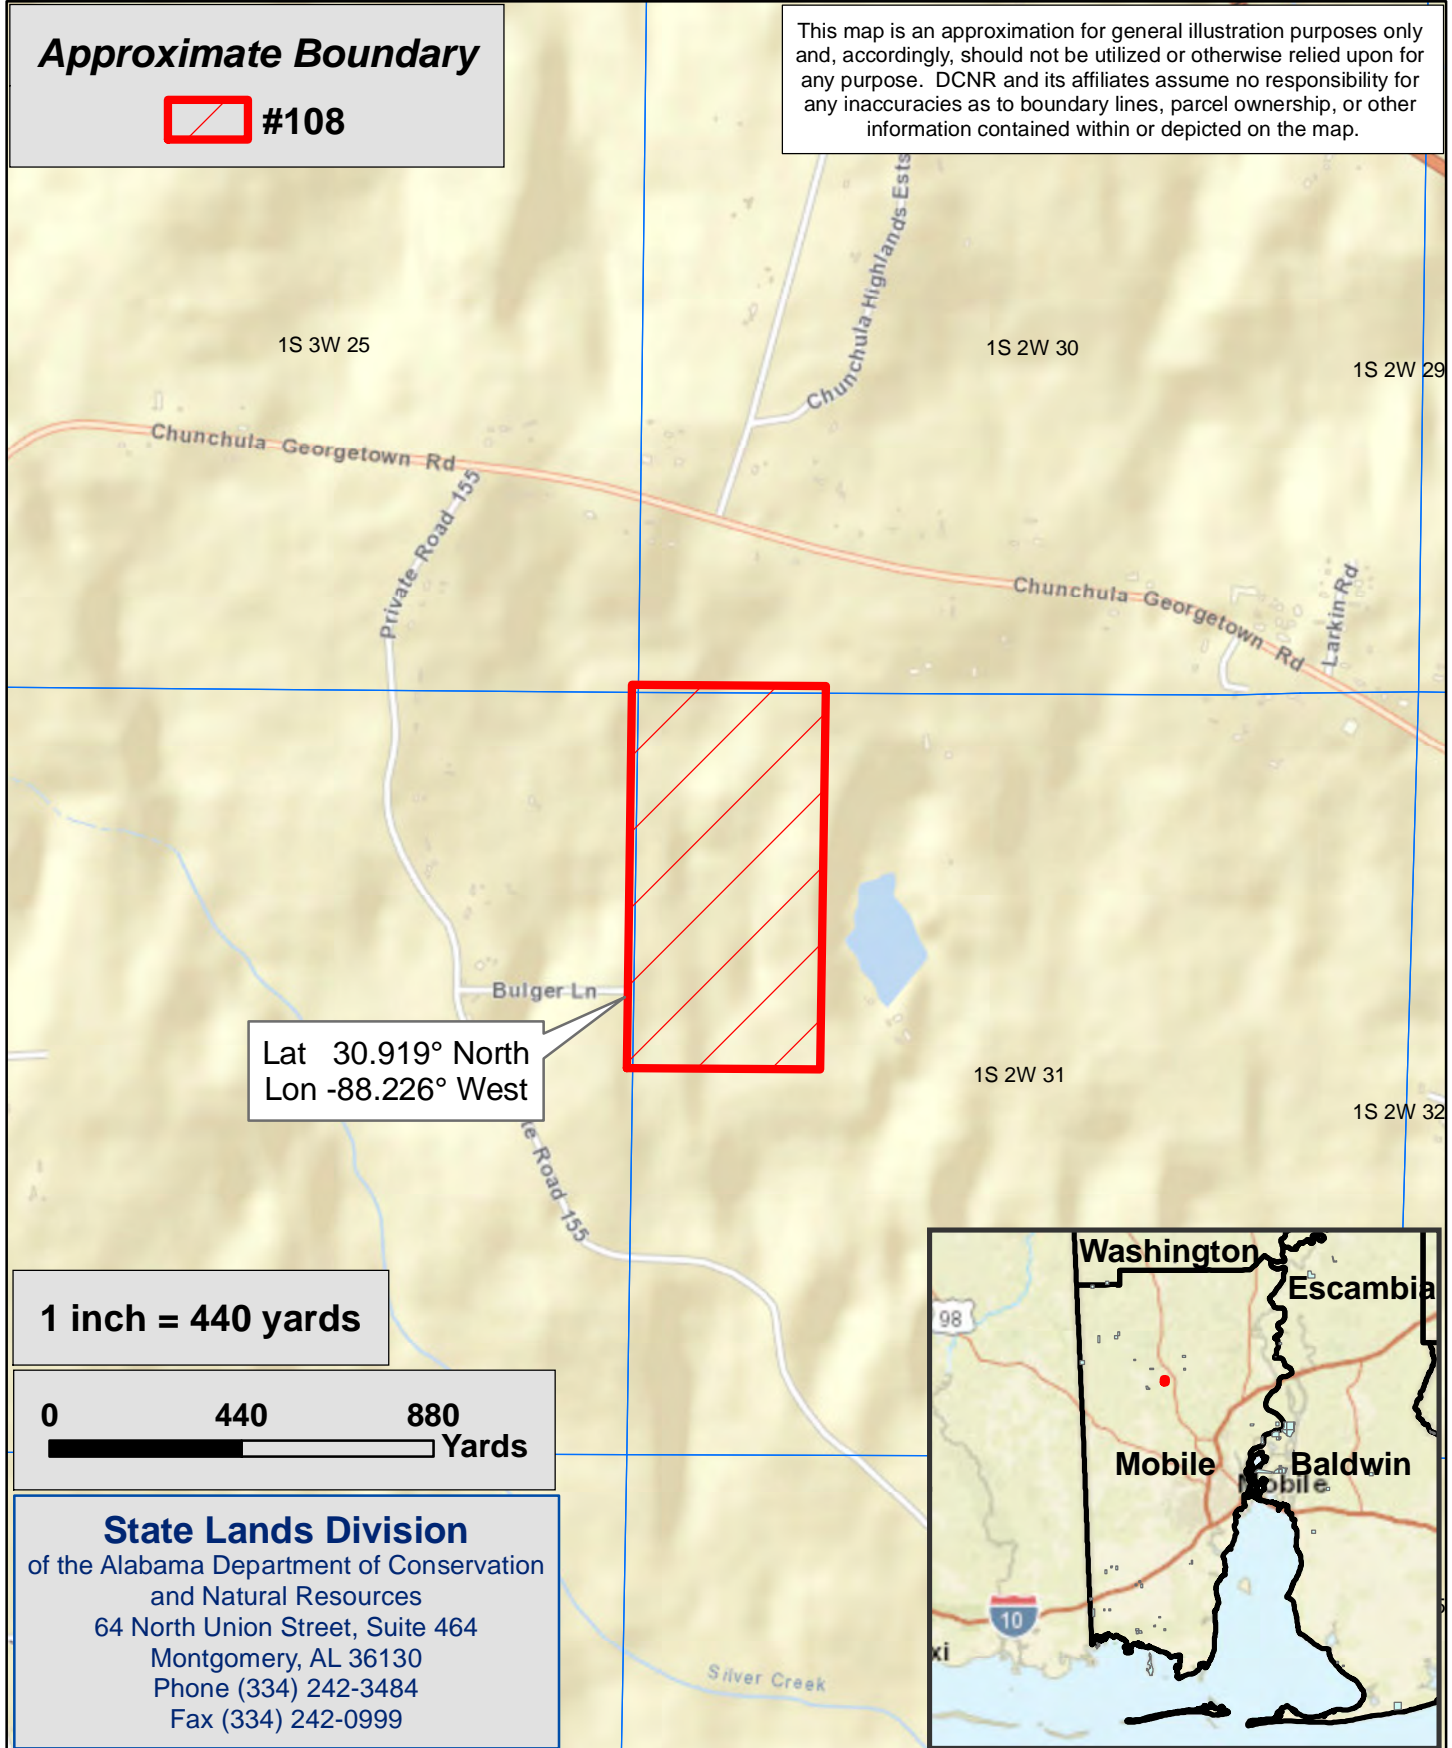 Approximate Boundary
#108
This map is an approximation for general illustration purposes only
and, accordingly, should not be utilized or otherwise relied upon for
any purpose.  DCNR and its affiliates assume no responsibility for
any inaccuracies as to boundary lines, parcel ownership, or other
information contained within or depicted on the map.
Chunchula Highlands Ests
1S 3W 25
1S 2W 30
1S 2W 29
Chunchula Georgetown Rd
Private Road 155
Chunchula Georgetown Rd
Larkin Rd
Bulger Ln
Lat 30.919° North
Lon -88.226° West
1S 2W 31
1S 2W 32
te Road 155
1 inch = 440 yards
0 440 880
Yards
State Lands Division
of the Alabama Department of Conservation
and Natural Resources
64 North Union Street, Suite 464
Montgomery, AL 36130
Phone (334) 242-3484
Fax (334) 242-0999
Silver Creek
Washington
Escambia
98
Mobile
Baldwin
Mobile
10
xi